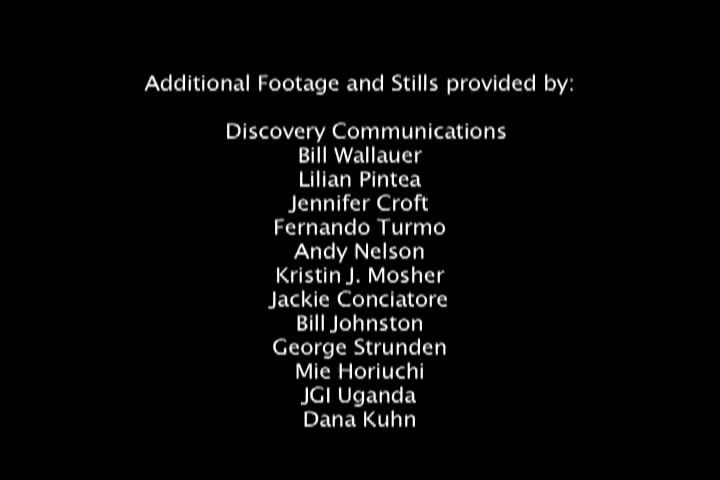 Additional Footage and Stills provided by:
Discovery Communications
Bill Wallauer
Lilian Pintea
Jennifer Croft
Fernando Turmo
Andy Nelson
Kristin J. Mosher
Jackie Conciatore
Bill Johnston
George Strunden
Mie Horiuchi
JGI Uganda
Dana Kuhn